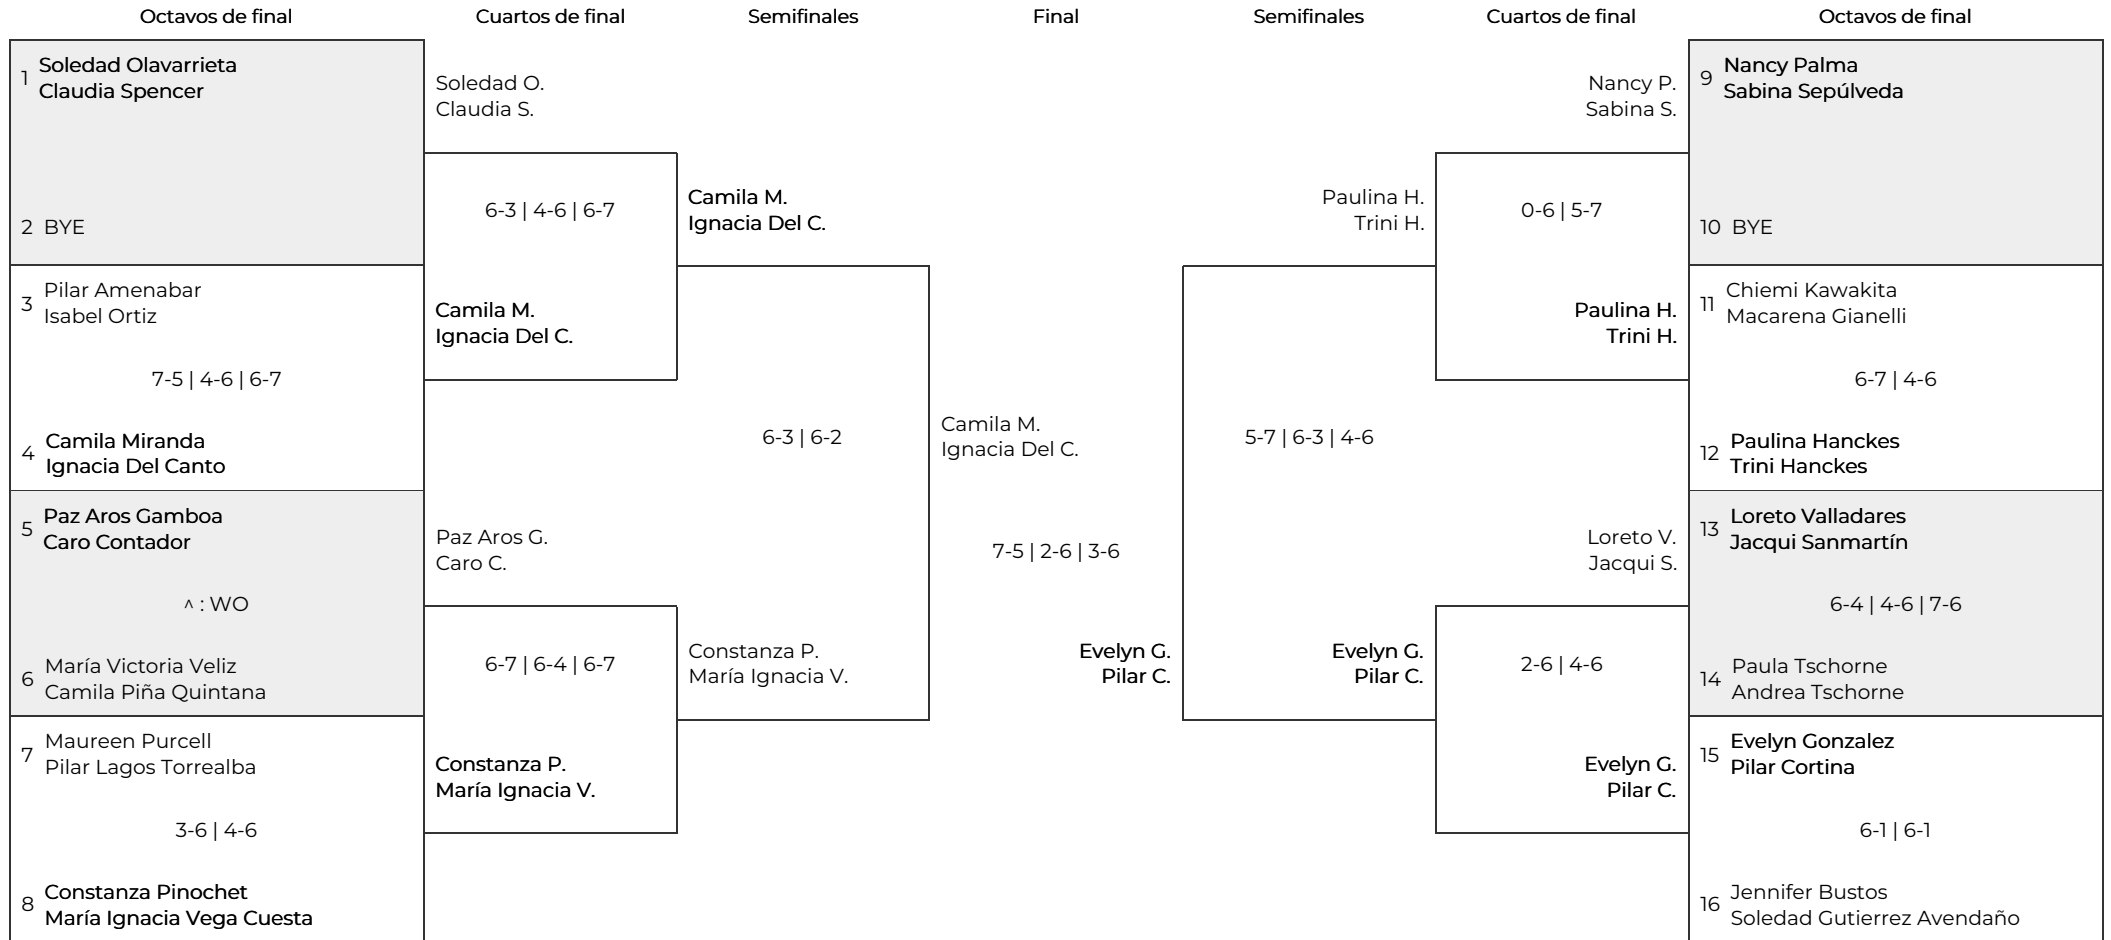 Octavos de final
Cuartos de final
Semifinales
Final
Semifinales
Cuartos de final
Octavos de final
1
Soledad Olavarrieta
Claudia Spencer
2 BYE
3
Pilar Amenabar
Isabel Ortiz
7-5 | 4-6 | 6-7
4
Camila Miranda
Ignacia Del Canto
5
Paz Aros Gamboa
Caro Contador
^ : WO
6
María Victoria Veliz
Camila Piña Quintana
7
Maureen Purcell
Pilar Lagos Torrealba
3-6 | 4-6
8
Constanza Pinochet
María Ignacia Vega Cuesta
Soledad O.
Claudia S.
6-3 | 4-6 | 6-7
Camila M.
Ignacia Del C.
Paz Aros G.
Caro C.
6-7 | 6-4 | 6-7
Constanza P.
María Ignacia V.
Camila M.
Ignacia Del C.
6-3 | 6-2
Constanza P.
María Ignacia V.
Camila M.
Ignacia Del C.
7-5 | 2-6 | 3-6
Evelyn G.
Pilar C.
Paulina H.
Trini H.
5-7 | 6-3 | 4-6
Evelyn G.
Pilar C.
Nancy P.
Sabina S.
0-6 | 5-7
Paulina H.
Trini H.
Loreto V.
Jacqui S.
2-6 | 4-6
Evelyn G.
Pilar C.
9
Nancy Palma
Sabina Sepúlveda
10 BYE
11
Chiemi Kawakita
Macarena Gianelli
6-7 | 4-6
12
Paulina Hanckes
Trini Hanckes
13
Loreto Valladares
Jacqui Sanmartín
6-4 | 4-6 | 7-6
14
Paula Tschorne
Andrea Tschorne
15
Evelyn Gonzalez
Pilar Cortina
6-1 | 6-1
16
Jennifer Bustos
Soledad Gutierrez Avendaño